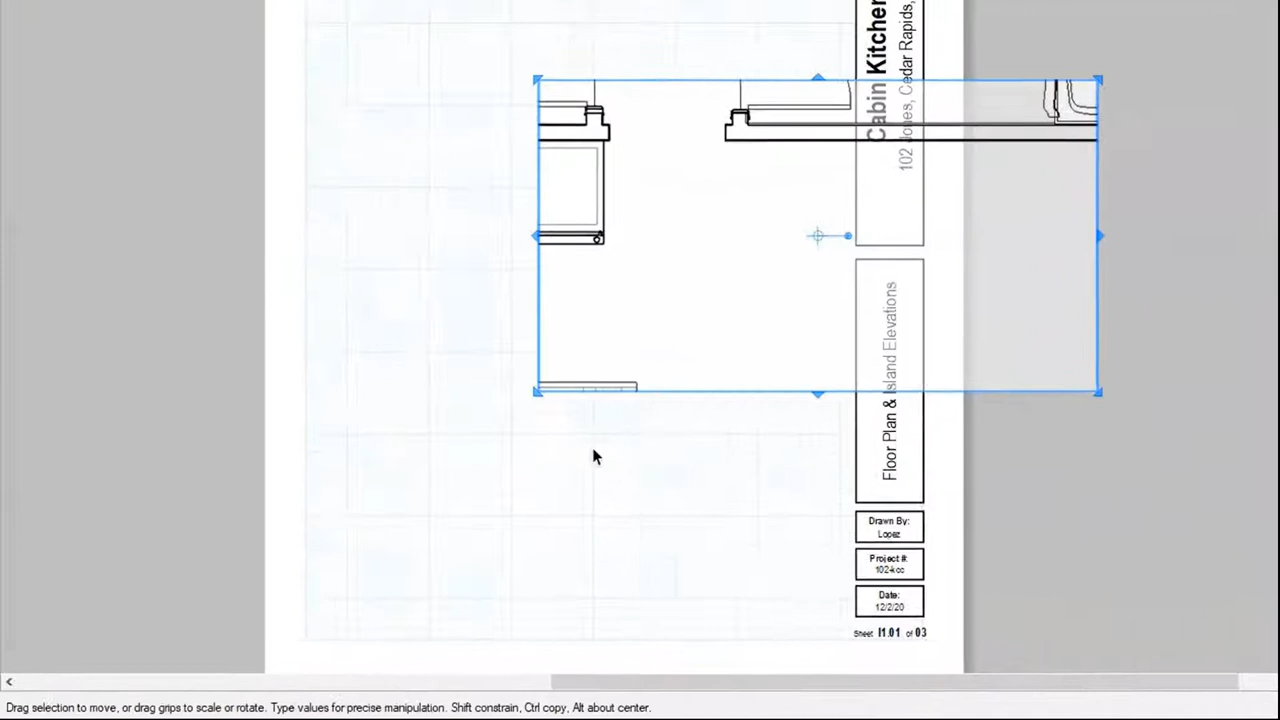 Cabin Kitchen
102 Jones, Cedar Rapids,
Floor Plan & Island Elevations
Drawn By:
Lopez
Project #:
Date:
12/2/20
Sheet I1.01 of 03
Drag selection to move, or drag grips to scale or rotate. Type values for precise manipulation. Shift constrain, Ctrl copy, Alt about center.